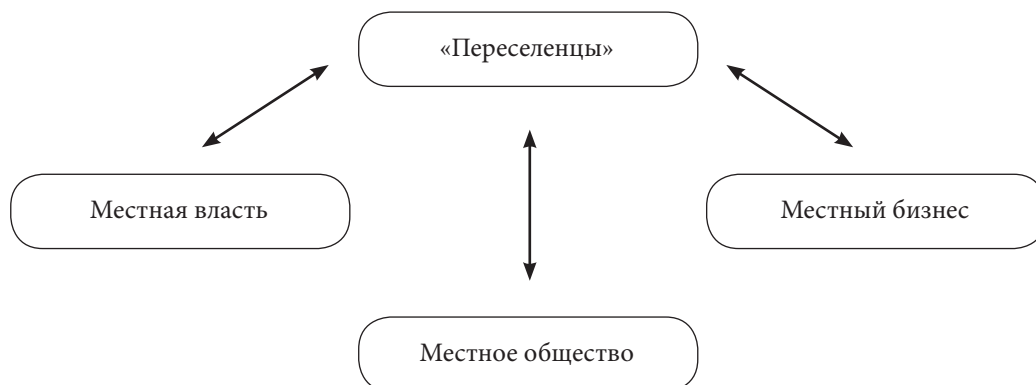 «Переселенцы»
Местная власть
Местный бизнес
Местное общество